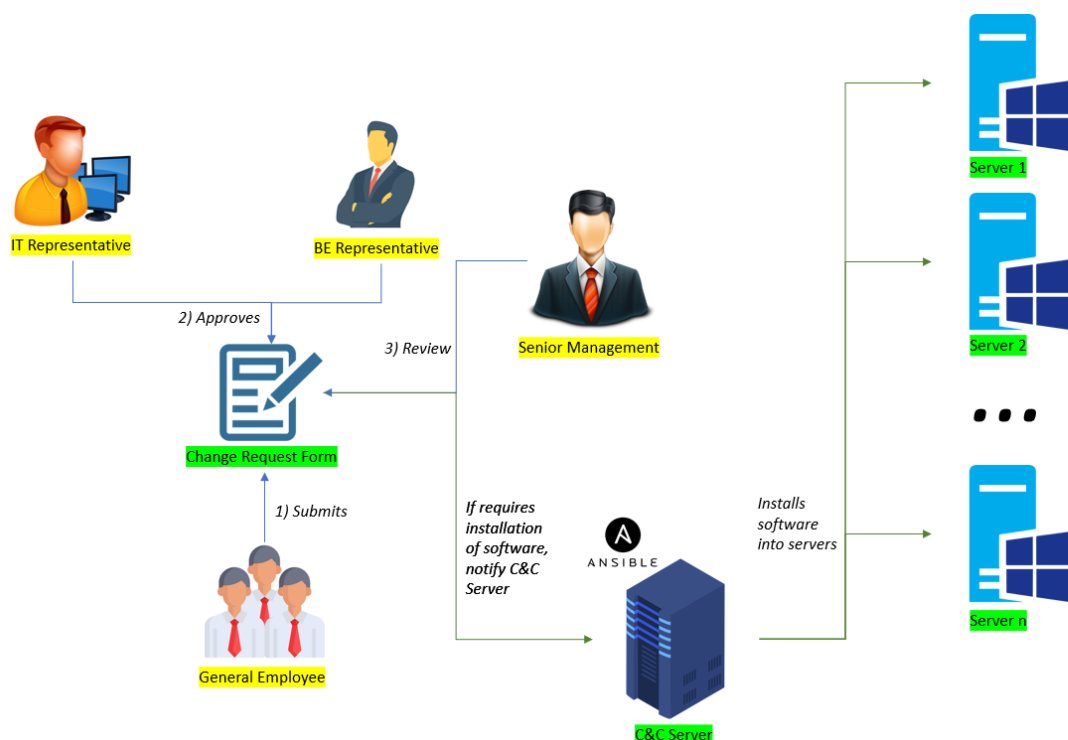 Server 1
IT Representative
BE Representative
2) Approves
3) Review
Senior Management
Server 2
Change Request Form
1) Submits
If requires
installation
of software,
notify C&C
Server
A
ANSIBLE
Installs
software
into servers
Server n
General Employee
C&C Server